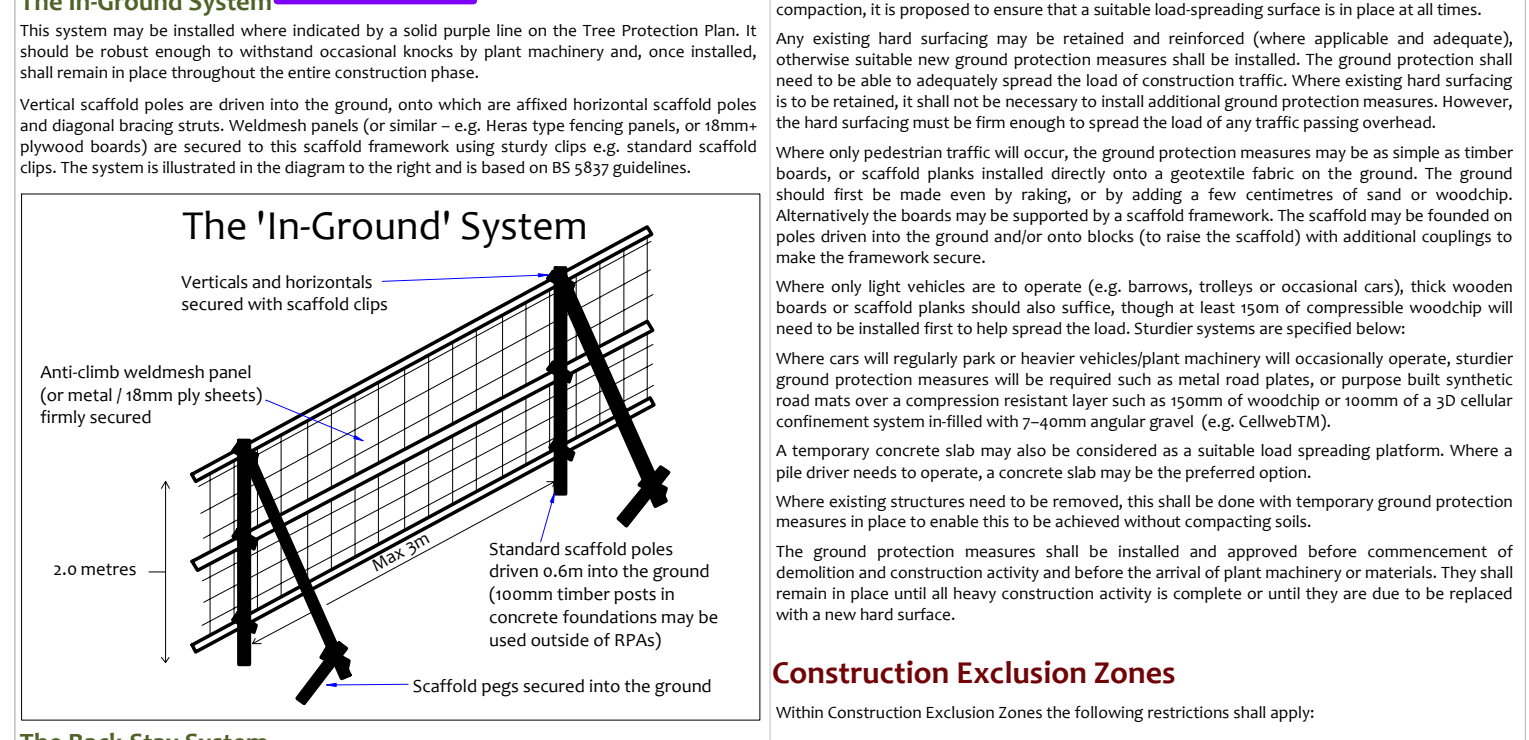 The In-Ground System
This system may be installed where indicated by a solid purple line on the Tree Protection Plan. It
should be robust enough to withstand occasional knocks by plant machinery and, once installed,
shall remain in place throughout the entire construction phase.
Vertical scaffold poles are driven into the ground, onto which are affixed horizontal scaffold poles
and diagonal bracing struts. Weldmesh panels (or similar – e.g. Heras type fencing panels, or 18mm+
plywood boards) are secured to this scaffold framework using sturdy clips e.g. standard scaffold
clips. The system is illustrated in the diagram to the right and is based on BS 5837 guidelines.
The 'In-Ground' System
Verticals and horizontals
secured with scaffold clips
Anti-climb weldmesh panel
(or metal / 18mm ply sheets)
firmly secured
2.0 metres
Max 3m
Standard scaffold poles
driven 0.6m into the ground
(100mm timber posts in
concrete foundations may be
used outside of RPAs)
Scaffold pegs secured into the ground
The Back-Stay System
compaction, it is proposed to ensure that a suitable load-spreading surface is in place at all times.
Any existing hard surfacing may be retained and reinforced (where applicable and adequate),
otherwise suitable new ground protection measures shall be installed. The ground protection shall
need to be able to adequately spread the load of construction traffic. Where existing hard surfacing
is to be retained, it shall not be necessary to install additional ground protection measures. However,
the hard surfacing must be firm enough to spread the load of any traffic passing overhead.
Where only pedestrian traffic will occur, the ground protection measures may be as simple as timber
boards, or scaffold planks installed directly onto a geotextile fabric on the ground. The ground
should first be made even by raking, or by adding a few centimetres of sand or woodchip.
Alternatively the boards may be supported by a scaffold framework. The scaffold may be founded on
poles driven into the ground and/or onto blocks (to raise the scaffold) with additional couplings to
make the framework secure.
Where only light vehicles are to operate (e.g. barrows, trolleys or occasional cars), thick wooden
boards or scaffold planks should also suffice, though at least 150m of compressible woodchip will
need to be installed first to help spread the load. Sturdier systems are specified below:
Where cars will regularly park or heavier vehicles/plant machinery will occasionally operate, sturdier
ground protection measures will be required such as metal road plates, or purpose built synthetic
road mats over a compression resistant layer such as 150mm of woodchip or 100mm of a 3D cellular
confinement system in-filled with 7–40mm angular gravel (e.g. CellwebTM).
A temporary concrete slab may also be considered as a suitable load spreading platform. Where a
pile driver needs to operate, a concrete slab may be the preferred option.
Where existing structures need to be removed, this shall be done with temporary ground protection
measures in place to enable this to be achieved without compacting soils.
The ground protection measures shall be installed and approved before commencement of
demolition and construction activity and before the arrival of plant machinery or materials. They shall
remain in place until all heavy construction activity is complete or until they are due to be replaced
with a new hard surface.
Construction Exclusion Zones
Within Construction Exclusion Zones the following restrictions shall apply: